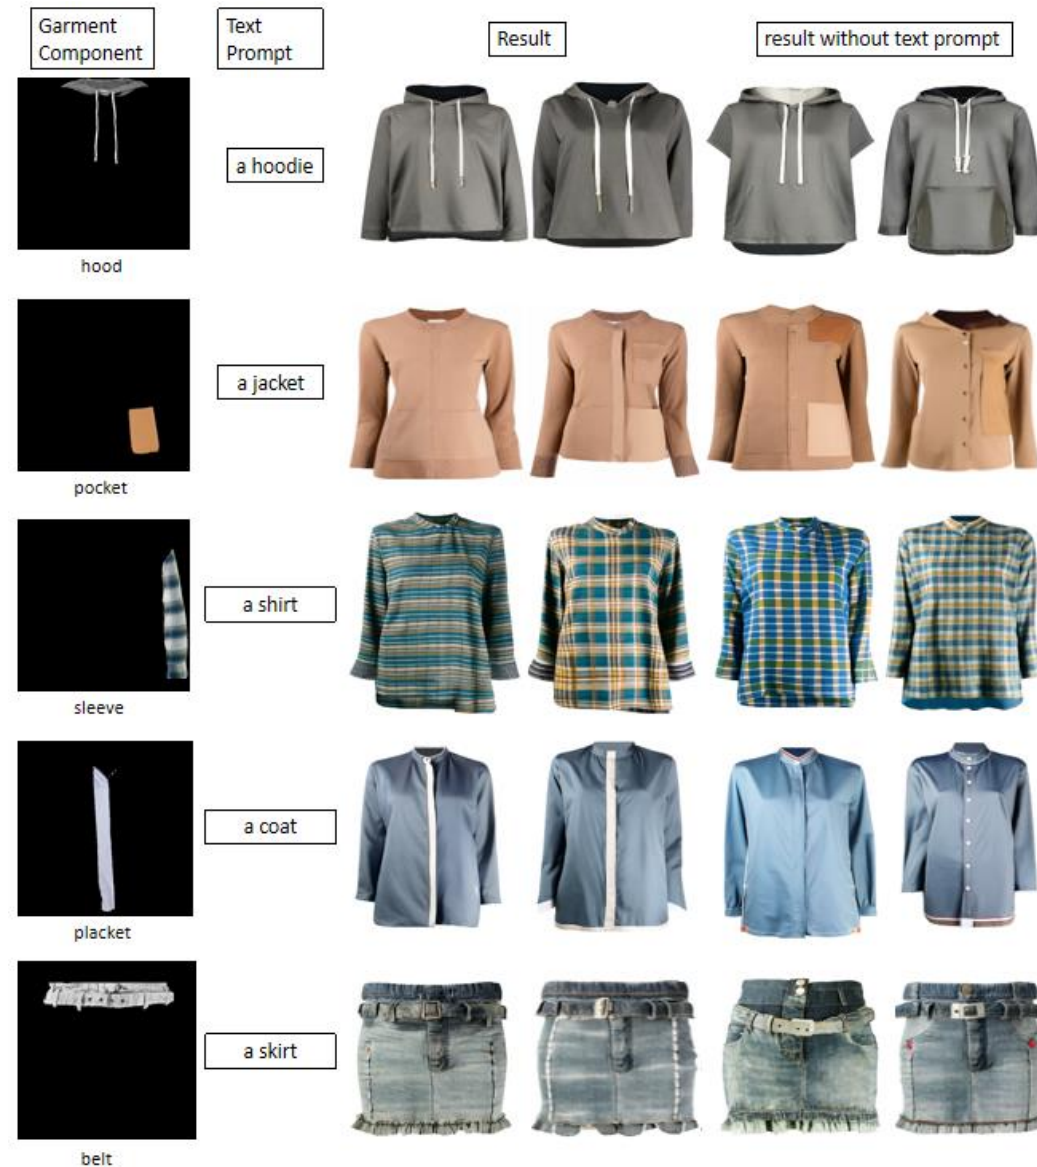 Garment
Component
Text
Prompt
Result
result without text prompt
a hoodie
hood
a jacket
pocket
a shirt
sleeve
a coat
placket
a skirt
belt